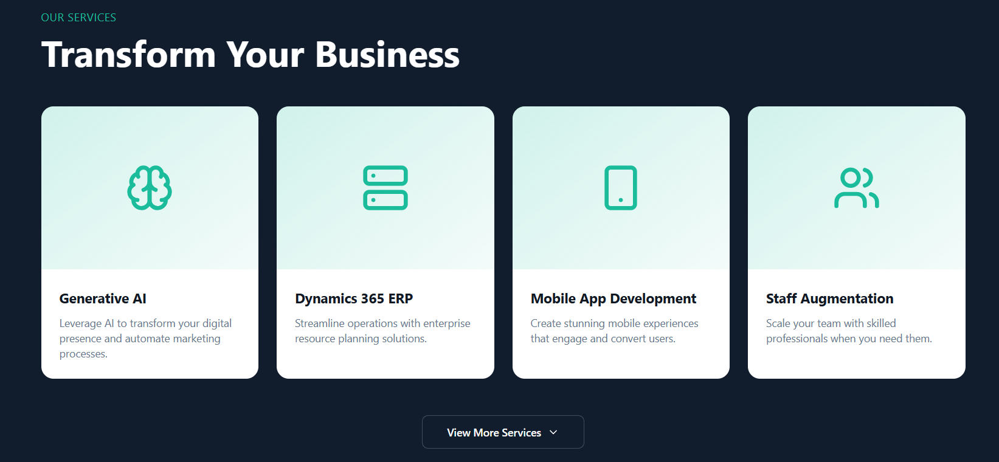 OUR SERVICES
Transform Your Business
Generative AI
Leverage AI to transform your digital
presence and automate marketing
processes.
Dynamics 365 ERP
Streamline operations with enterprise
resource planning solutions.
Mobile App Development
Create stunning mobile experiences
that engage and convert users.
Staff Augmentation
Scale your team with skilled
professionals when you need them.
View More Services